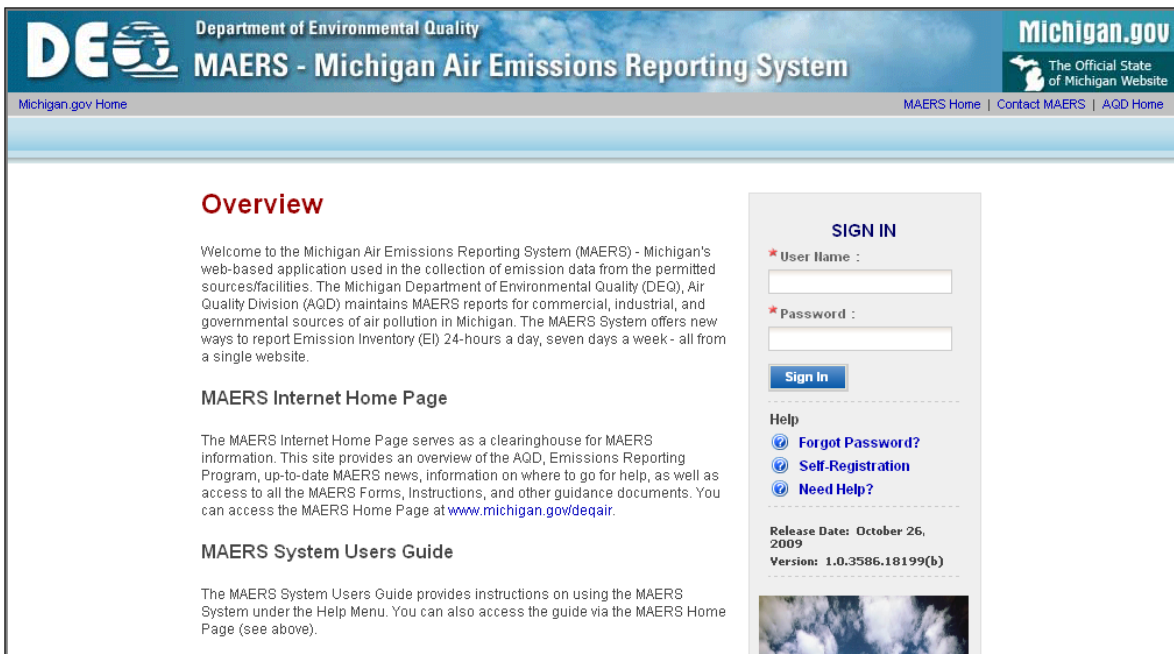 DEQ
Department of Environmental Quality
MAERS - Michigan Air Emissions Reporting System
Michigan.gov
The Official State
of Michigan Website
Michigan.gov Home
MAERS Home | Contact MAERS | AQD Home
Overview
Welcome to the Michigan Air Emissions Reporting System (MAERS) - Michigan's
web-based application used in the collection of emission data from the permitted
sources/facilities. The Michigan Department of Environmental Quality (DEQ), Air
Quality Division (AQD) maintains MAERS reports for commercial, industrial, and
governmental sources of air pollution in Michigan. The MAERS System offers new
ways to report Emission Inventory (EI) 24-hours a day, seven days a week - all from
a single website.
MAERS Internet Home Page
The MAERS Internet Home Page serves as a clearinghouse for MAERS
information. This site provides an overview of the AQD, Emissions Reporting
Program, up-to-date MAERS news, information on where to go for help, as well as
access to all the MAERS Forms, Instructions, and other guidance documents. You
can access the MAERS Home Page at www.michigan.gov/deqair.
MAERS System Users Guide
The MAERS System Users Guide provides instructions on using the MAERS
System under the Help Menu. You can also access the guide via the MAERS Home
Page (see above).
SIGN IN
* User Name :
* Password :
Sign In
Help
? Forgot Password?
? Self-Registration
? Need Help?
Release Date: October 26,
2009
Version: 1.0.3586.18199(b)